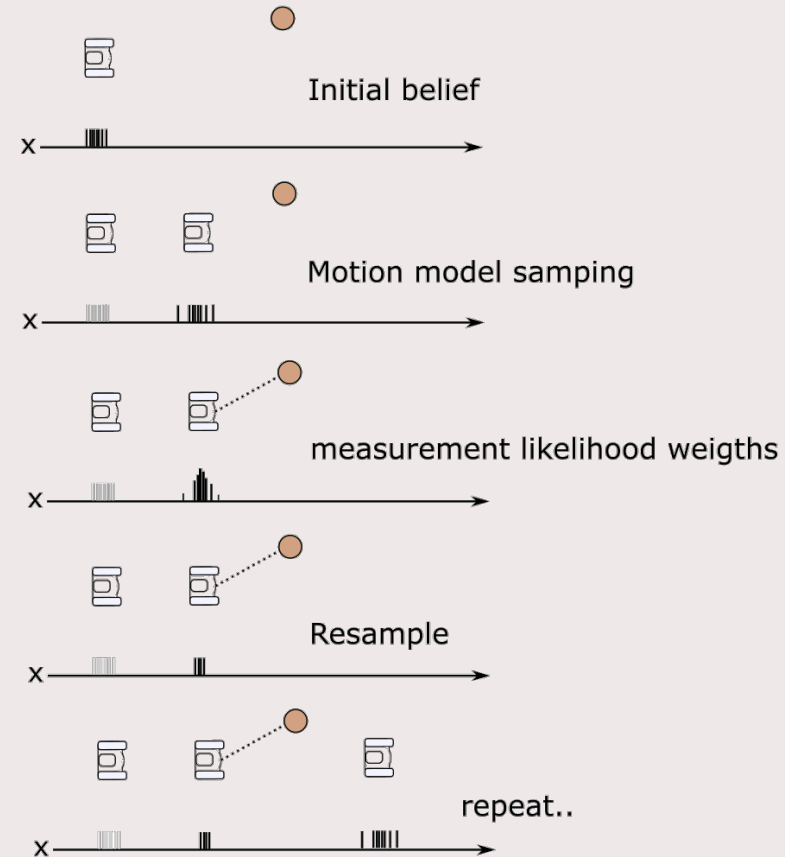 Initial belief
x
Motion model samping
x
measurement likelihood weigths
x
Resample
x
repeat..
x